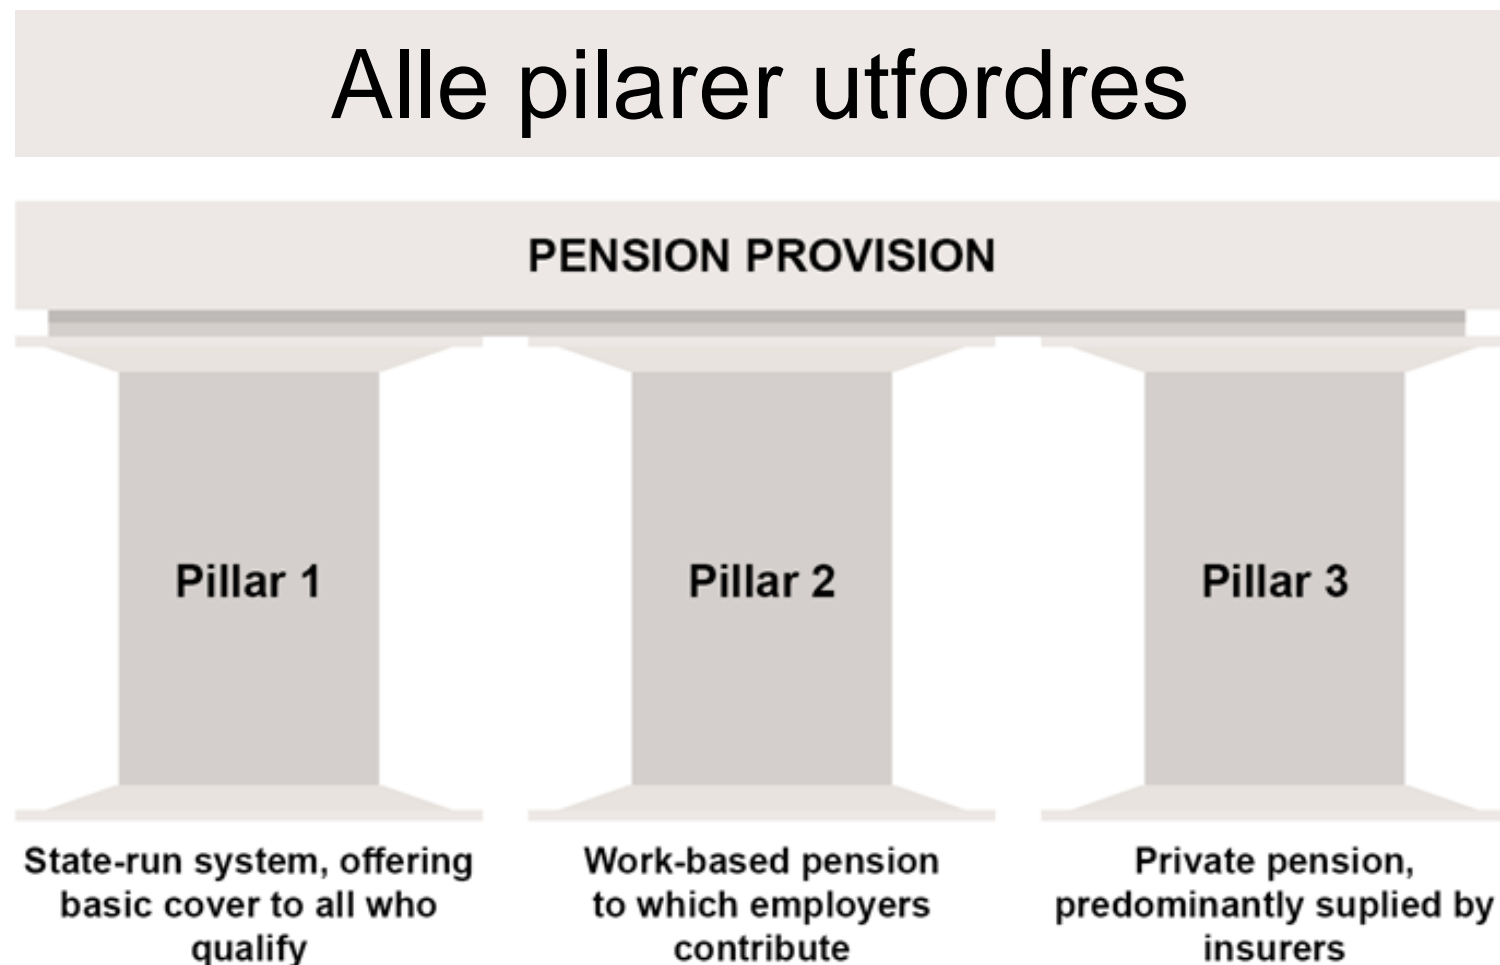 Alle pilarer utfordres
PENSION PROVISION
Pillar 1
Pillar 2
Pillar 3
State-run system, offering
basic cover to all who
qualify
Work-based pension
to which employers
contribute
Private pension,
predominantly suplied by
insurers